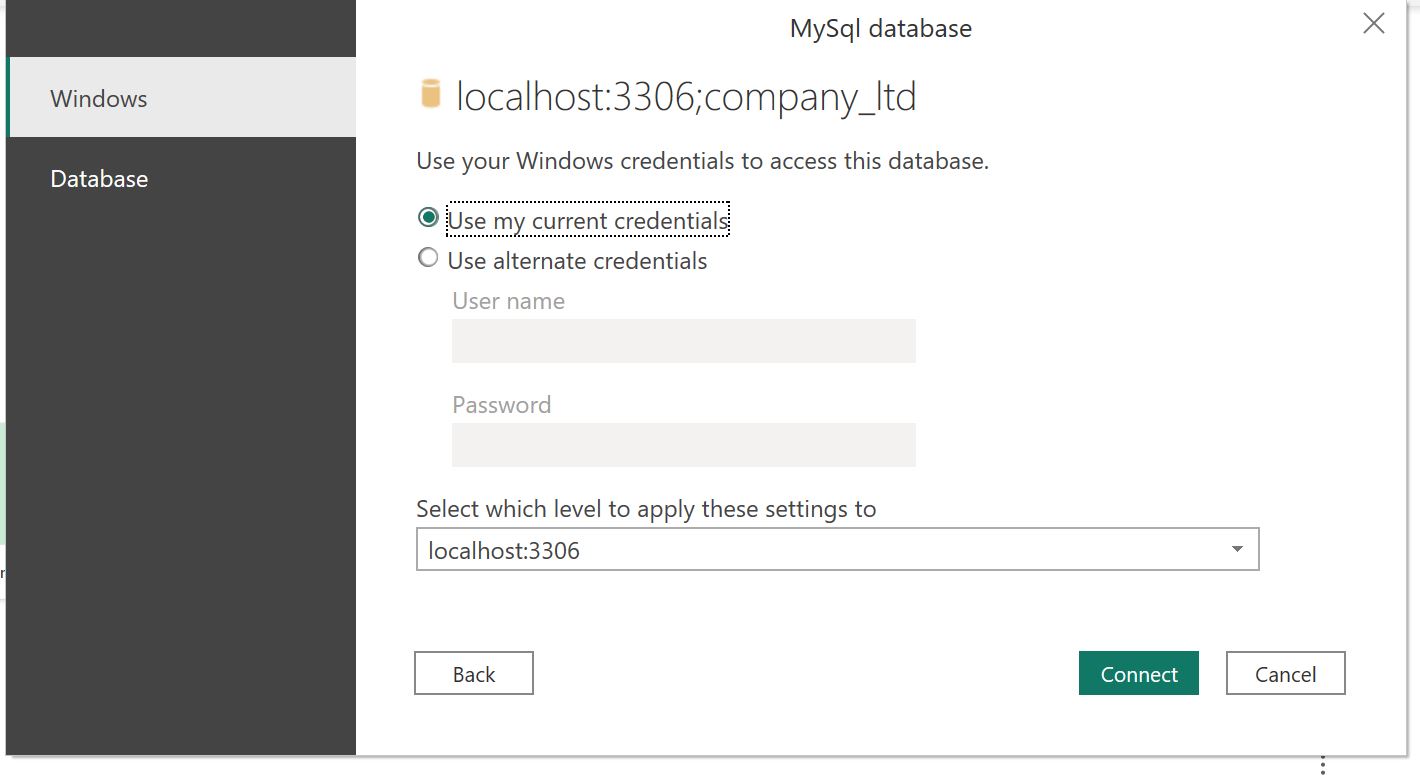 MySql database
Windows
Database
localhost:3306;company_ltd
Use your Windows credentials to access this database.
Use my current credentials
Use alternate credentials
User name
Password
Select which level to apply these settings to
localhost:3306
Back
Connect
Cancel